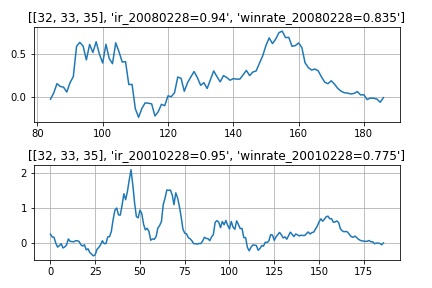 [[32, 33, 35], 'ir_20080228=0.94', 'winrate_20080228=0.835']
0.5
0.0
80 100 120 140 160 180
[[32, 33, 35], 'ir_20010228=0.95', 'winrate_20010228=0.775']
2
1
0
0 25 50 75 100 125 150 175